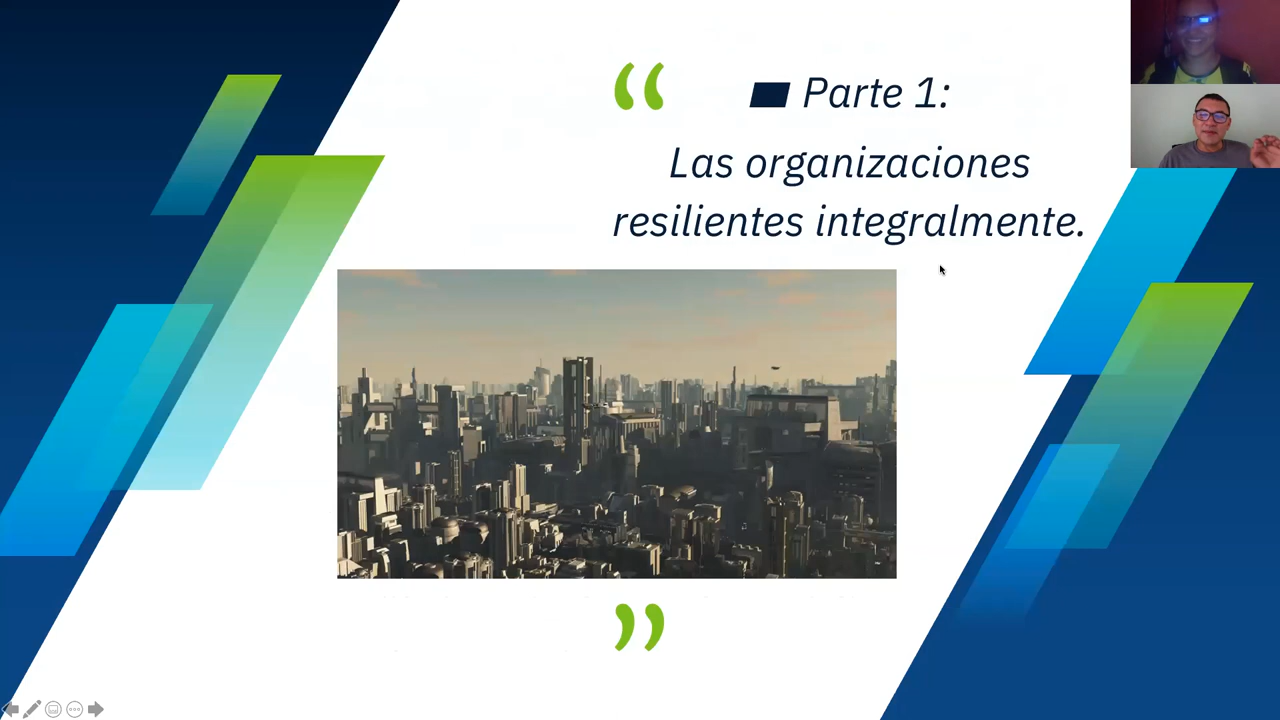 “
Parte 1:
Las organizaciones
resilientes integralmente.
”